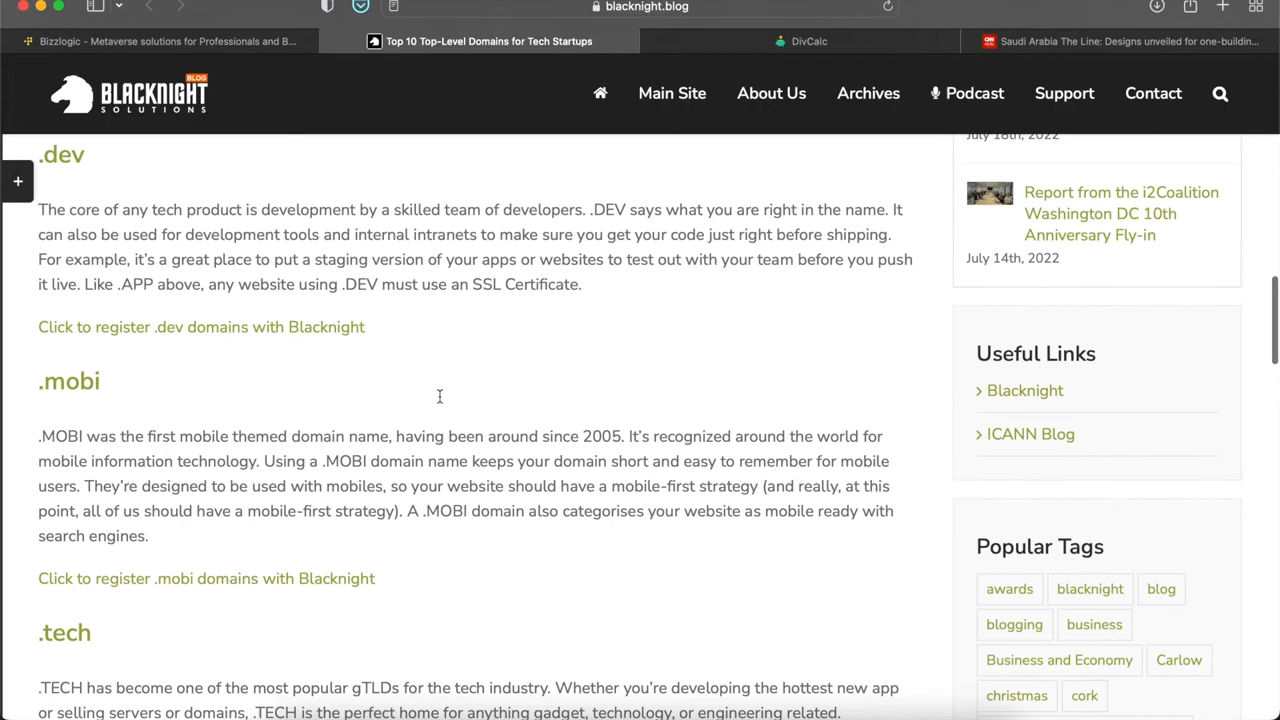 blacknight.blog
Bizzlogic - Metaverse solutions for Professionals and B...
Top 10 Top-Level Domains for Tech Startups
DivCalc
CNN Saudi Arabia The Line: Designs unveiled for one-buildin...
BLOG
BLACKNIGHT
SOLUTIONS
Main Site
About Us
Archives
Podcast
Support
Contact
.dev
+
The core of any tech product is development by a skilled team of developers. .DEV says what you are right in the name. It
can also be used for development tools and internal intranets to make sure you get your code just right before shipping.
For example, it's a great place to put a staging version of your apps or websites to test out with your team before you push
it live. Like .APP above, any website using .DEV must use an SSL Certificate.
Click to register .dev domains with Blacknight
.mobi
.MOBI was the first mobile themed domain name, having been around since 2005. It's recognized around the world for
mobile information technology. Using a .MOBI domain name keeps your domain short and easy to remember for mobile
users. They're designed to be used with mobiles, so your website should have a mobile-first strategy (and really, at this
point, all of us should have a mobile-first strategy). A .MOBI domain also categorises your website as mobile ready with
search engines.
Click to register .mobi domains with Blacknight
.tech
.TECH has become one of the most popular gTLDs for the tech industry. Whether you're developing the hottest new app
or selling servers or domains, .TECH is the perfect home for anything gadget, technology, or engineering related.
July 18th, 2022
Report from the i2Coalition
Washington DC 10th
Anniversary Fly-in
July 14th, 2022
Useful Links
Blacknight
ICANN Blog
Popular Tags
awards
blacknight
blog
blogging
business
Business and Economy
Carlow
christmas
cork